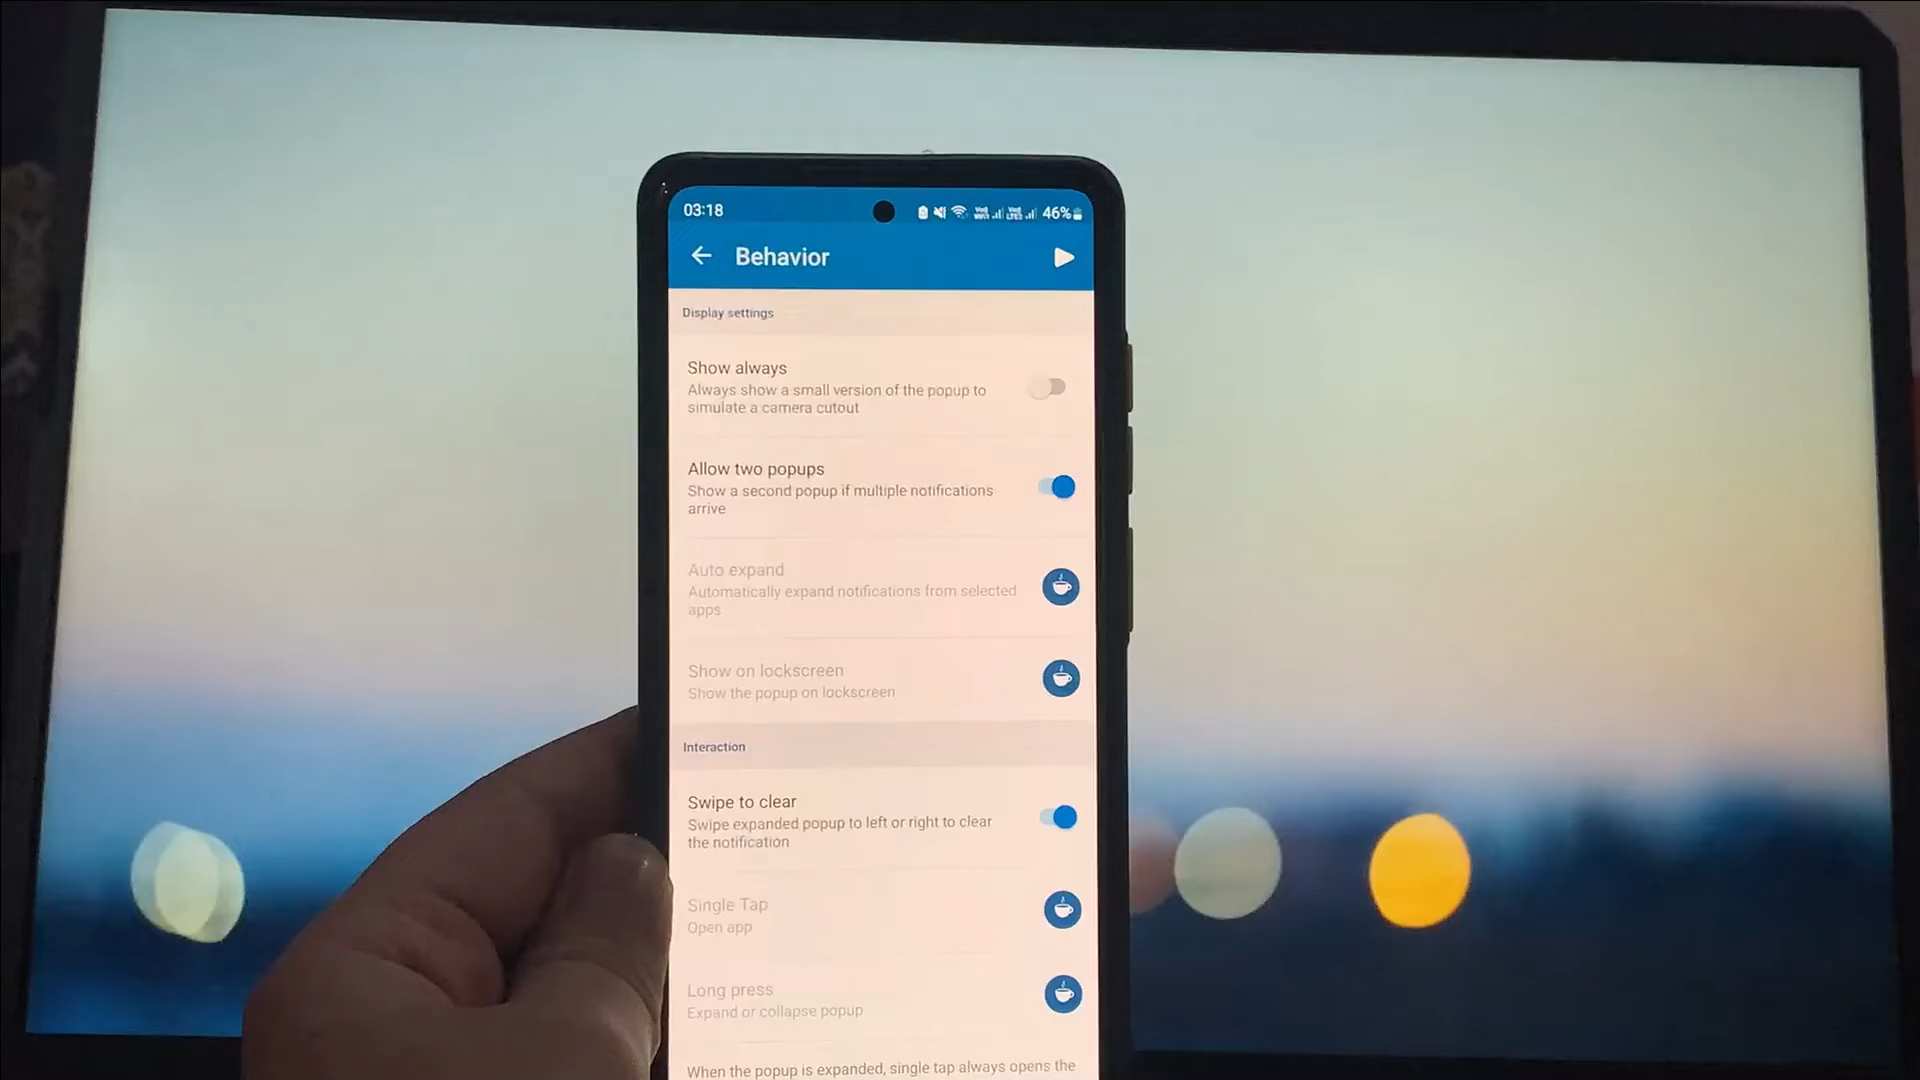 03:18
46%
Behavior
Display settings
Show always
Always show a small version of the popup to
simulate a camera cutout
Allow two popups
Show a second popup if multiple notifications
arrive
Auto expand
Automatically expand notifications from selected
apps
Show on lockscreen
Show the popup on lockscreen
Interaction
Swipe to clear
Swipe expanded popup to left or right to clear
the notification
Single Tap
Open app
Long press
Expand or collapse popup
When the popup is expanded, single tap always opens the